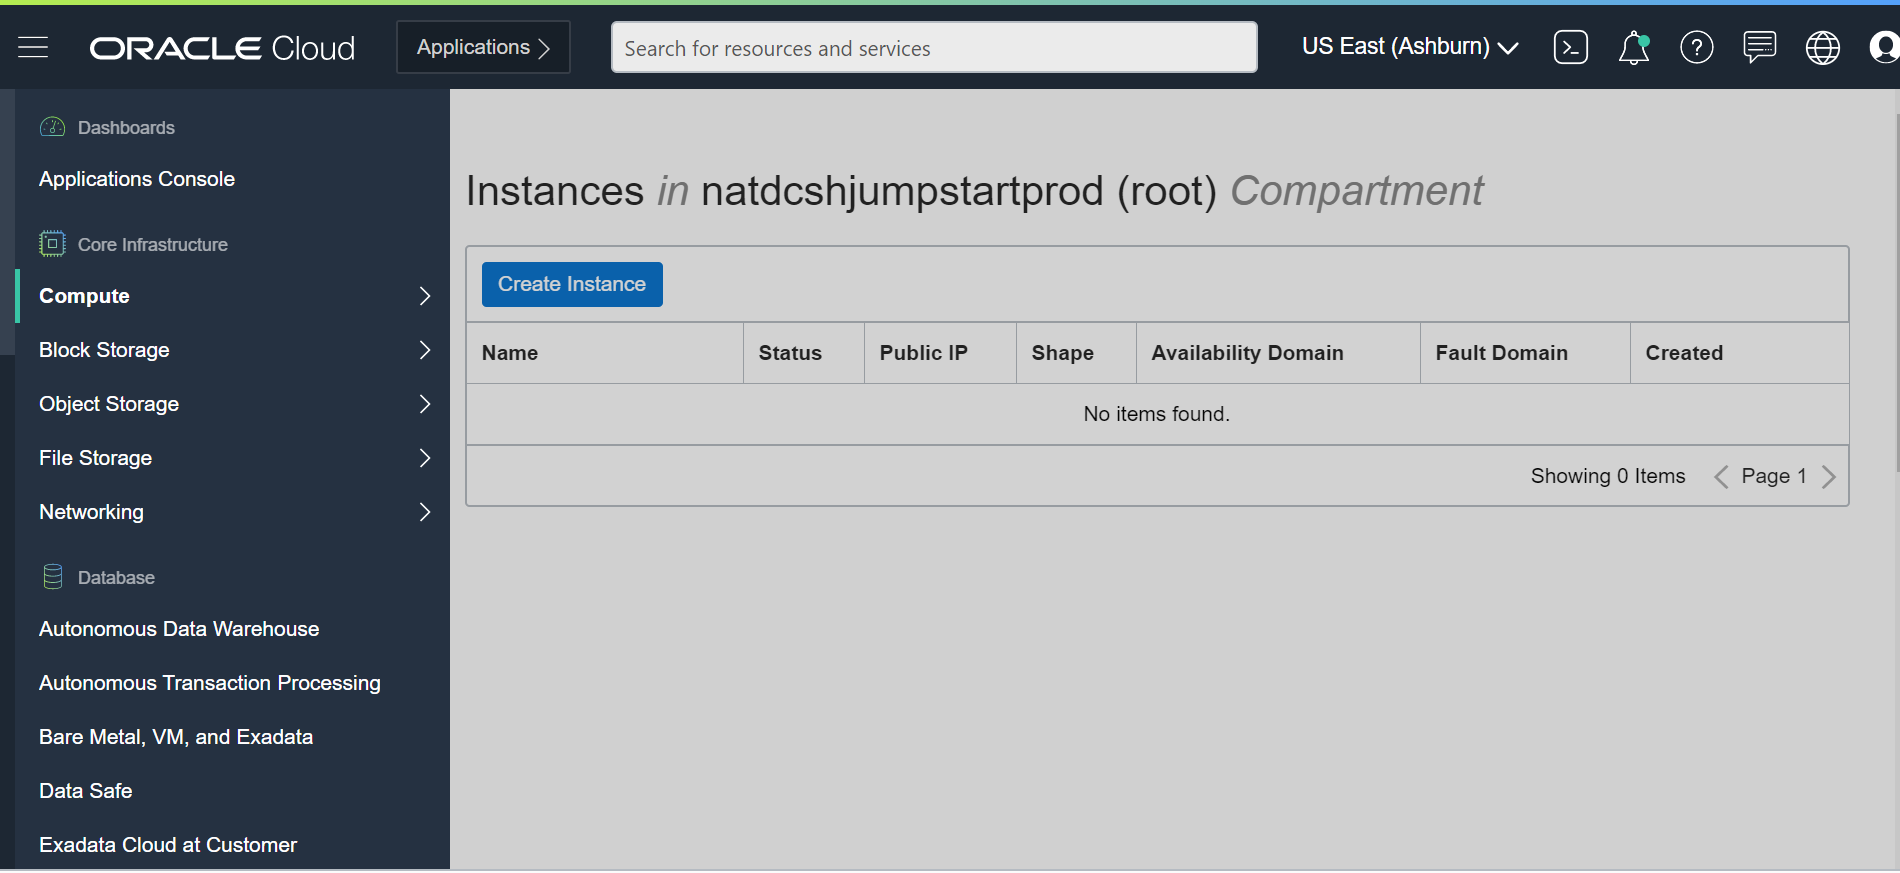 ORACLE Cloud
Applications
Search for resources and services
US East (Ashburn)
Dashboards
Applications Console
Core Infrastructure
Compute
Block Storage
Object Storage
File Storage
Networking
Database
Autonomous Data Warehouse
Autonomous Transaction Processing
Bare Metal, VM, and Exadata
Data Safe
Exadata Cloud at Customer
Instances in natdcshjumpstartprod (root) Compartment
Create Instance
Name Status Public IP Shape Availability Domain Fault Domain Created
No items found.
Showing 0 Items Page 1